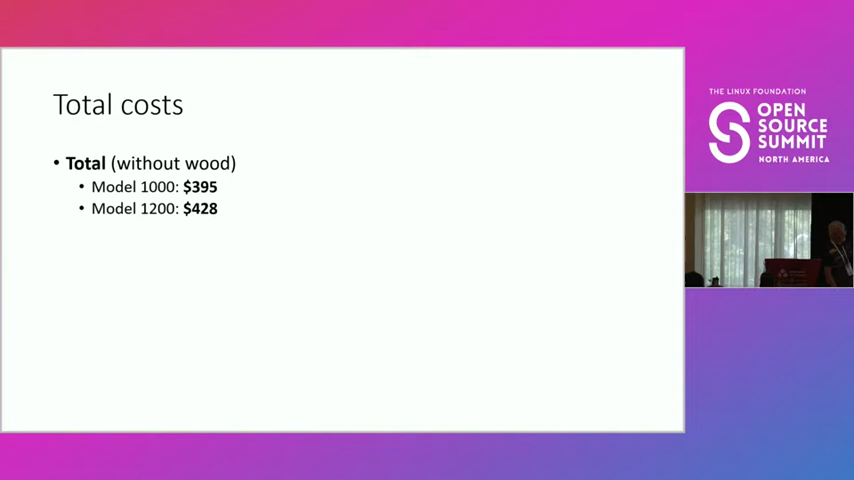 Total costs
• Total (without wood)
• Model 1000: $395
• Model 1200: $428
THE LINUX FOUNDATION
OPEN
SOURCE
SUMMIT
NORTH AMERICA